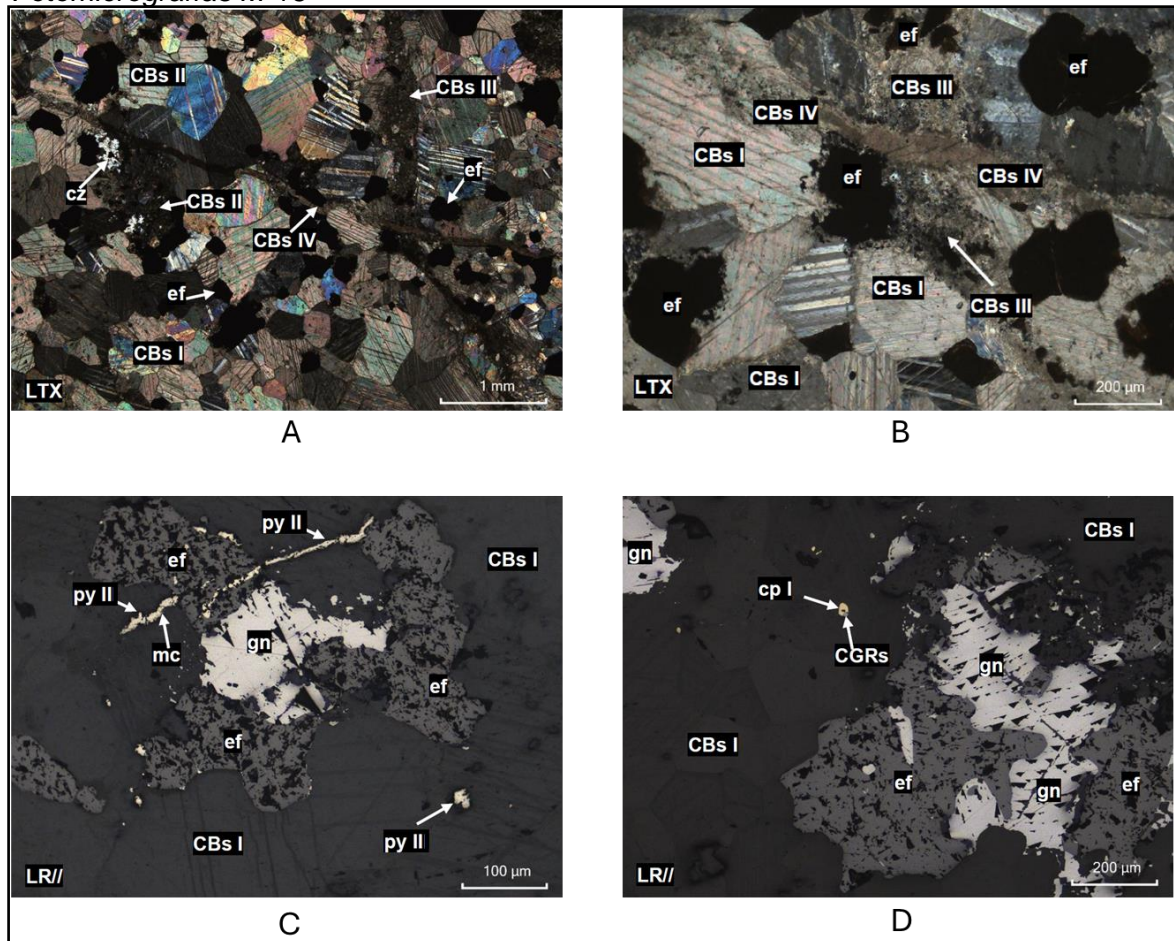 CBs II
CBs III
ef
cz
CBs II
CBs IV
ef
CBs I
LTX
1 mm
A
ef
ef
CBs III
CBs IV
CBs I
ef
CBs IV
CBs I
ef
CBs III
CBs I
LTX
200 µm
B
py II
ef
CBs I
py II
mc
gn
ef
ef
py II
CBs I
LR//
100 µm
C
gn
CBs I
cp I
CGRs
gn
CBs I
ef
gn
ef
LR//
200 µm
D